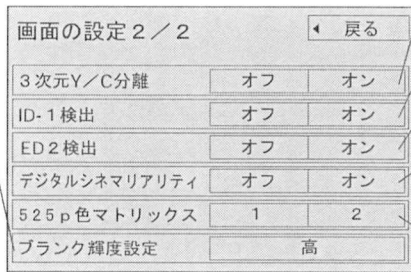 画面の設定2/2 ◀ 戻る
3次元Y/C分離 オフ オン
ID-1検出 オフ オン
ED2検出 オフ オン
デジタルシネマリアリティ オフ オン
525p色マトリックス 1 2
ブランク輝度設定 高